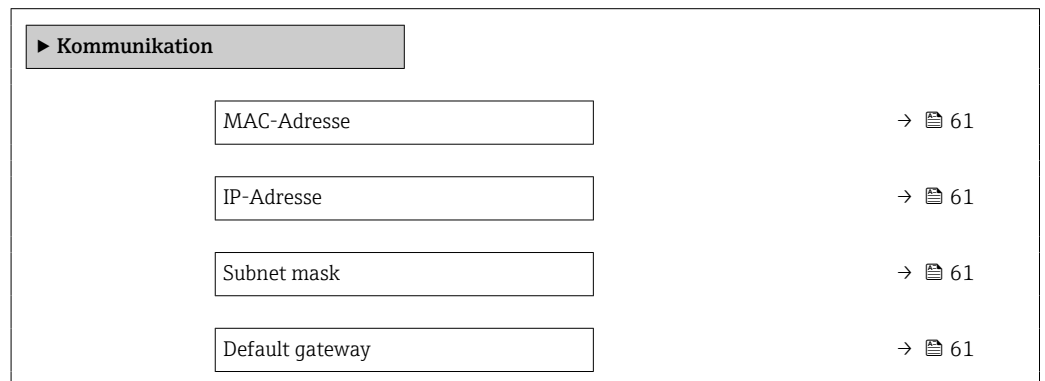 ▶ Kommunikation
MAC-Adresse → 61
IP-Adresse → 61
Subnet mask → 61
Default gateway → 61